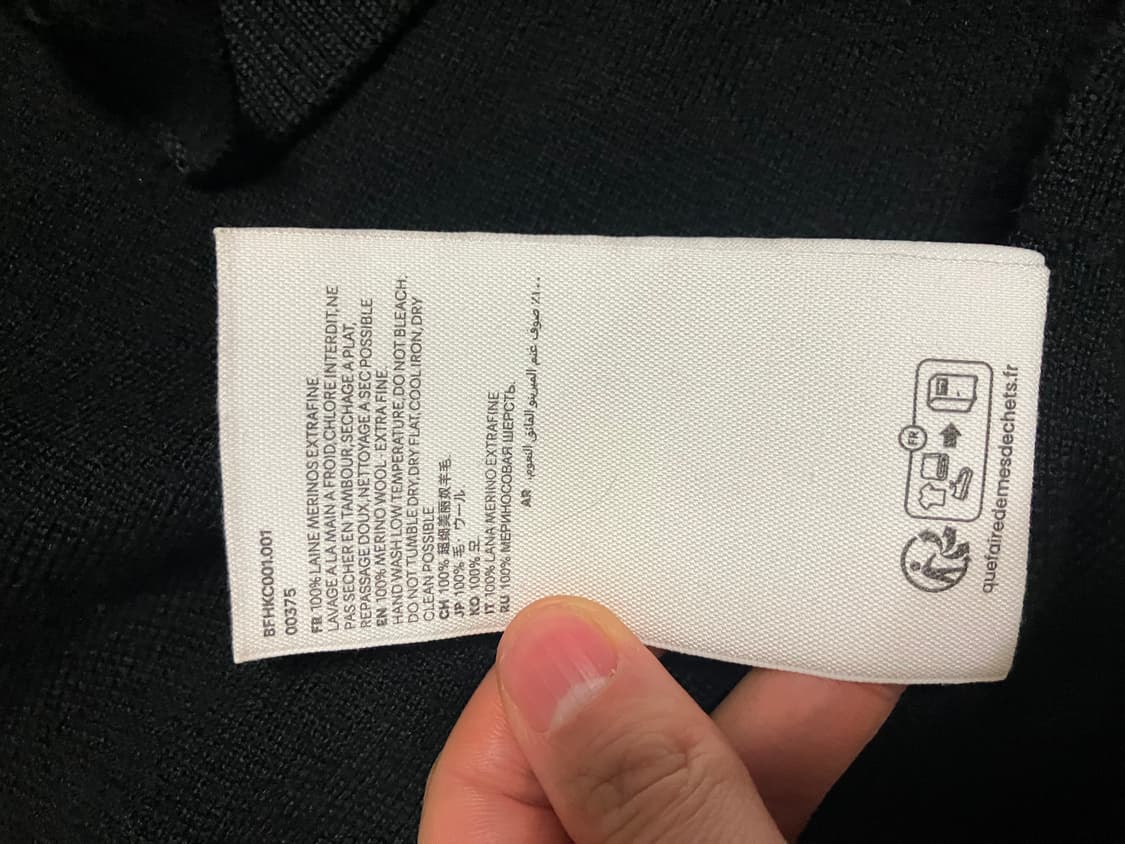 BFHKC001.001
00375
FR 100% LAINE MERINOS EXTRAFINE
LAVAGE A LA MAIN A FROID,CHLORE INTERDIT,NE
PAS SECHER EN TAMBOUR,SECHAGE A PLAT,
REPASSAGE DOUX,NETTOYAGE A SEC POSSIBLE
EN 100% MERINO WOOL - EXTRA FINE
HAND WASH LOW TEMPERATURE,DO NOT BLEACH,
DO NOT TUMBLE DRY,DRY FLAT,COOL IRON,DRY
CLEAN POSSIBLE
CH 100% 超细美丽奴羊毛.
JP 100% 毛，ウール
KO 100% 모
IT 100% LANA MERINO EXTRAFINE
RU 100% МЕРИНОСОВАЯ ШЕРСТЬ.
AR ٪١٠٠ صوف غنم المرينو الفائق النعوم.
FR
quefairedemesdechets.fr